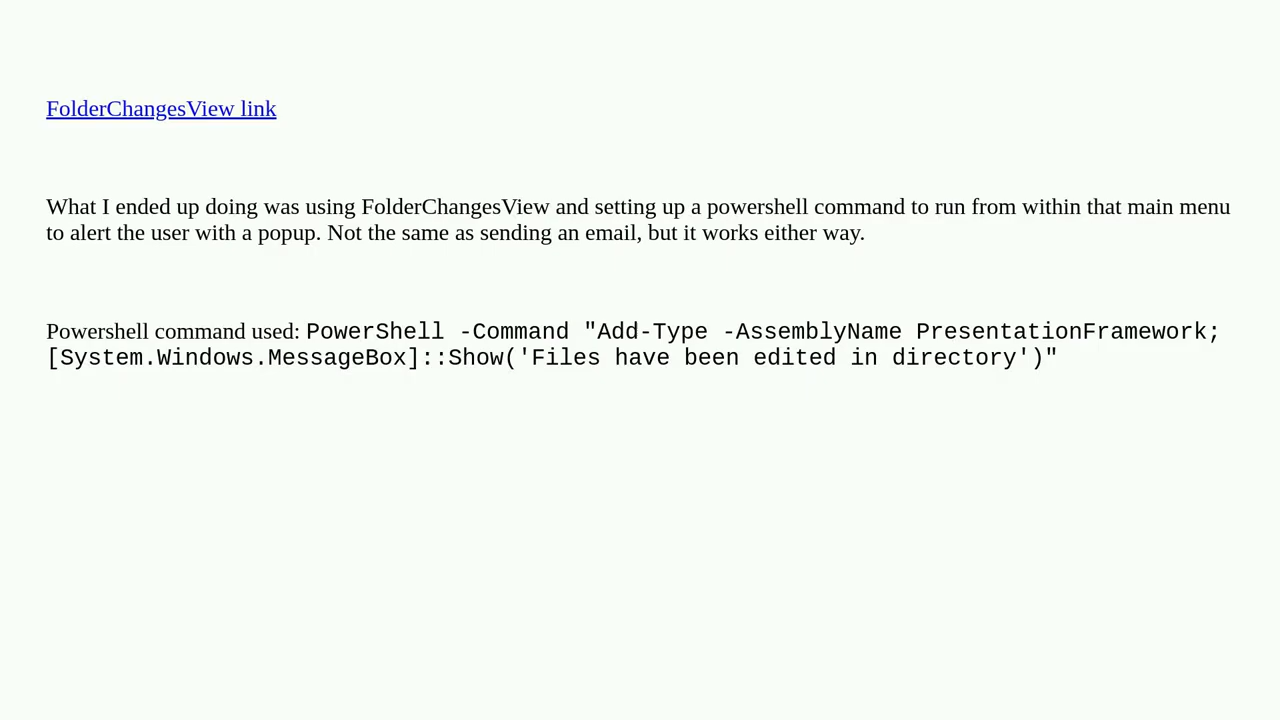 FolderChangesView link
What I ended up doing was using FolderChangesView and setting up a powershell command to run from within that main menu
to alert the user with a popup. Not the same as sending an email, but it works either way.
Powershell command used: PowerShell -Command "Add-Type -AssemblyName PresentationFramework;
[System.Windows.MessageBox]::Show('Files have been edited in directory')"